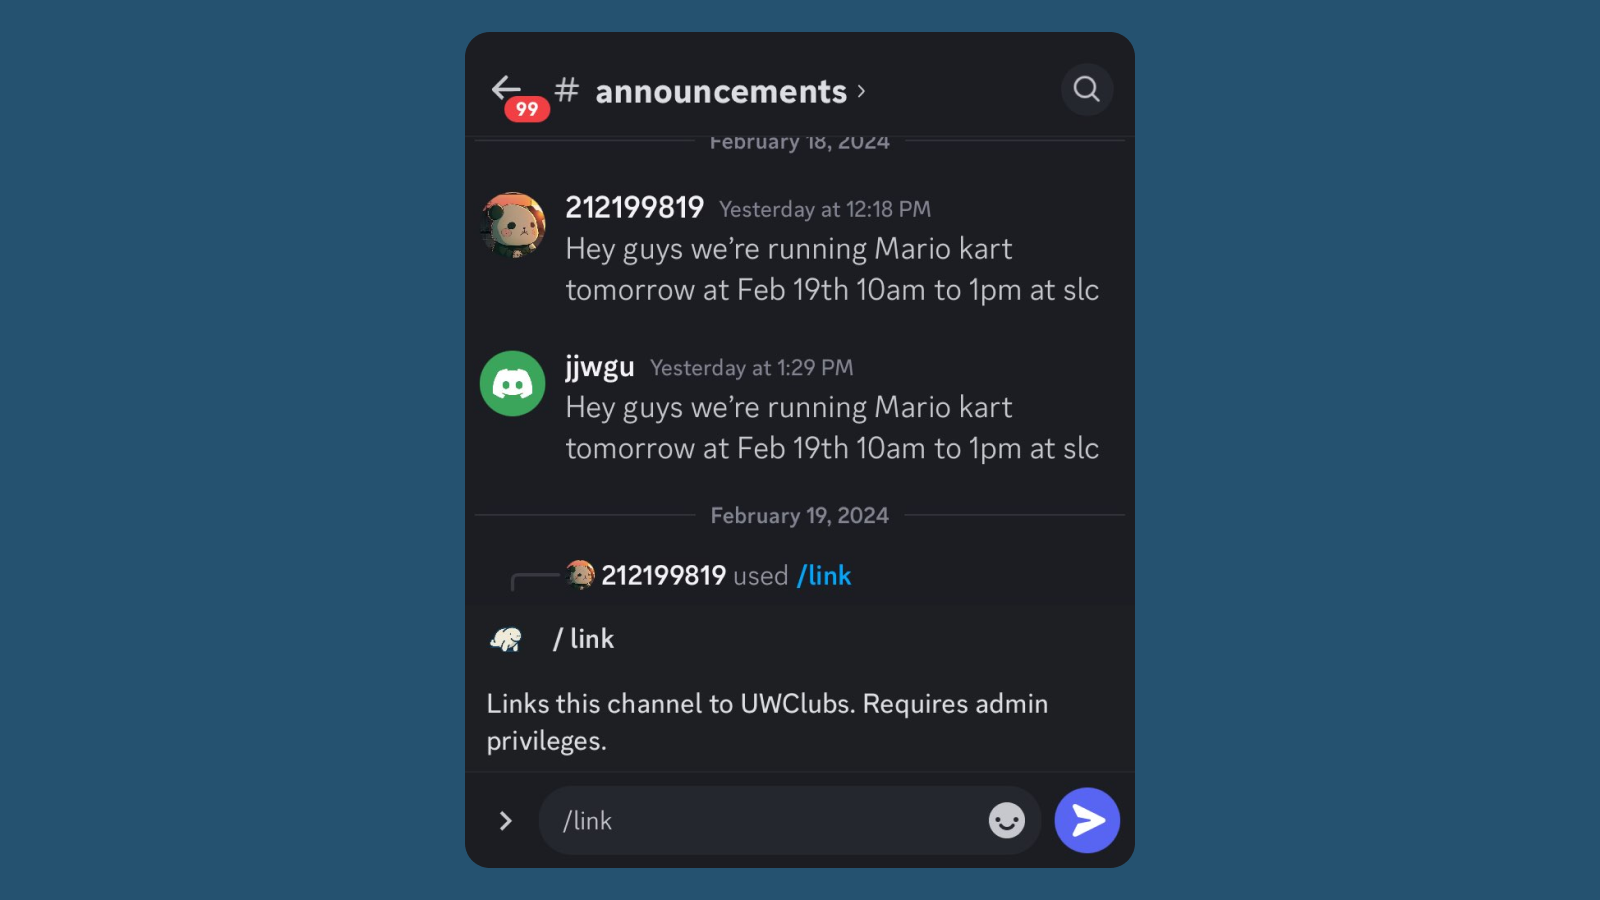 99
# announcements ›
February 18, 2024
212199819 Yesterday at 12:18 PM
Hey guys we’re running Mario kart
tomorrow at Feb 19th 10am to 1pm at slc
jjwgu Yesterday at 1:29 PM
Hey guys we’re running Mario kart
tomorrow at Feb 19th 10am to 1pm at slc
February 19, 2024
212199819 used /link
/ link
Links this channel to UWClubs. Requires admin
privileges.
/link